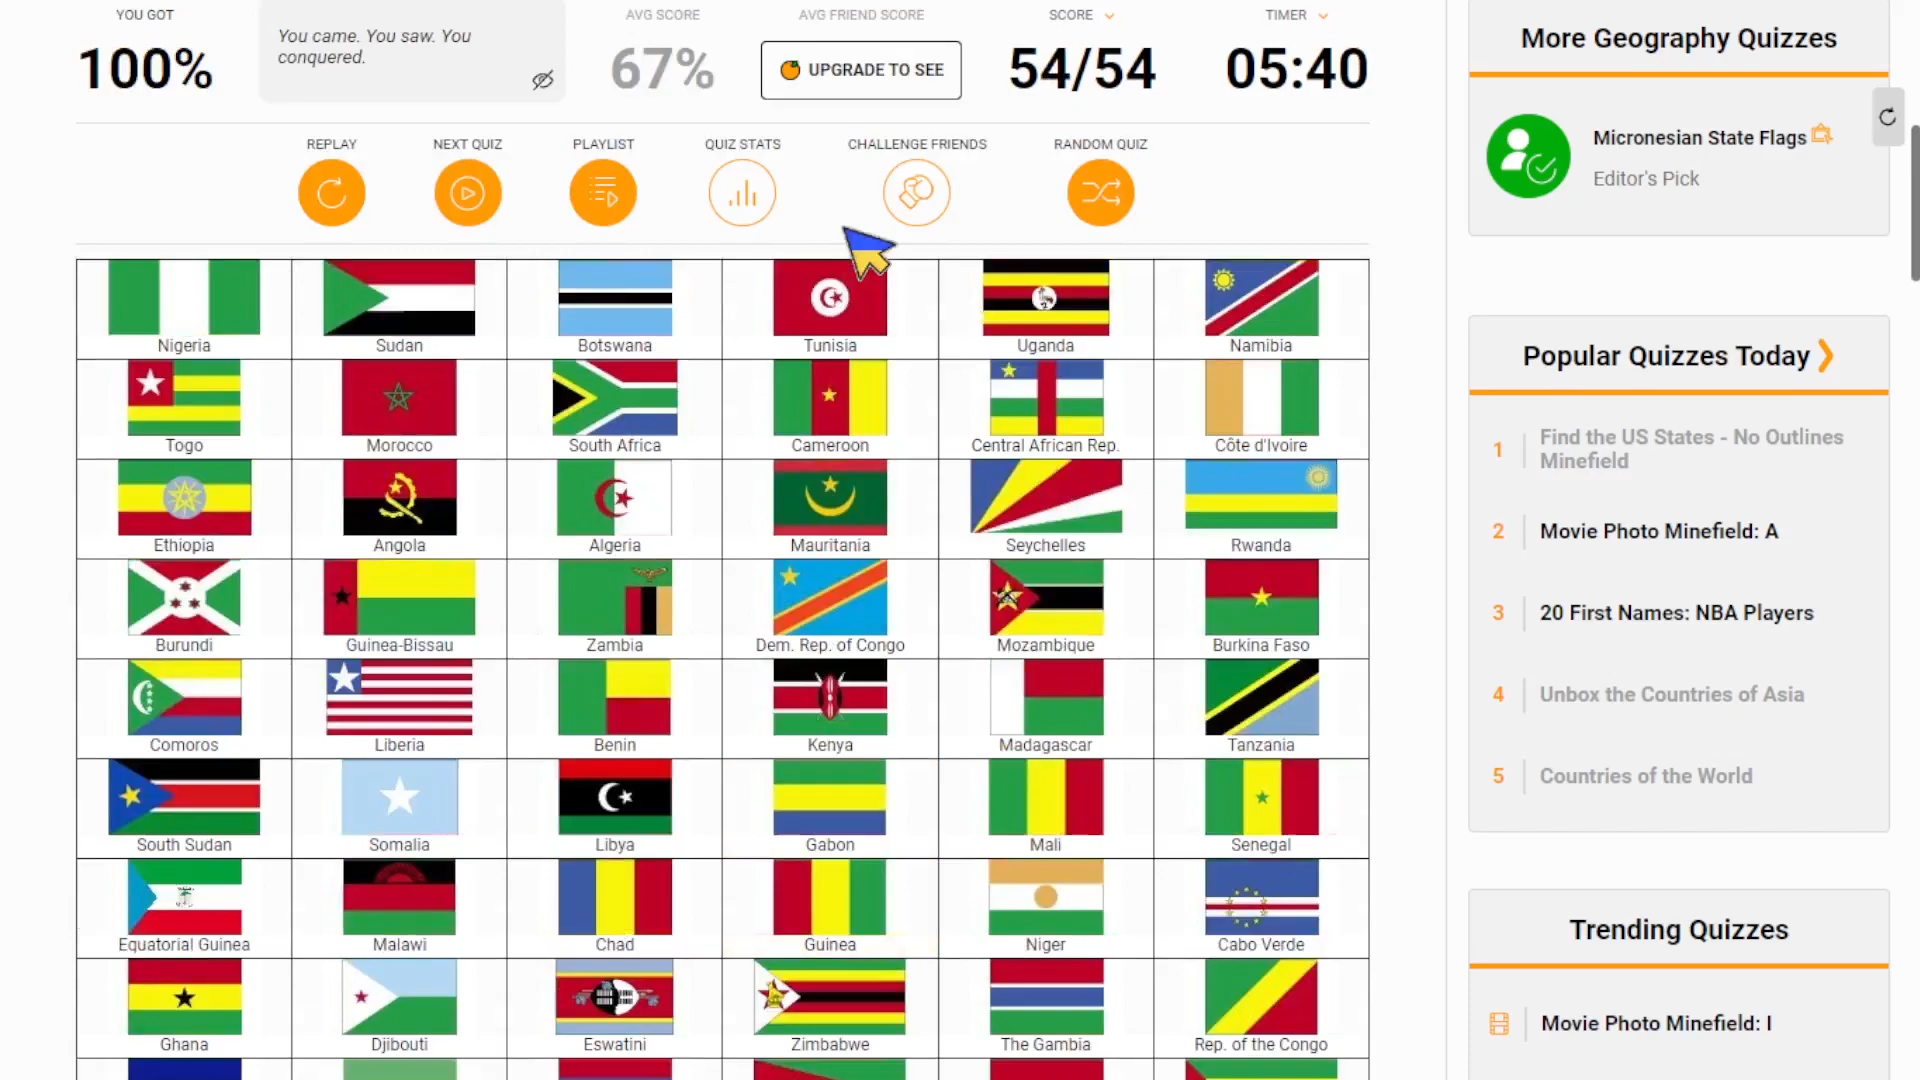 YOU GOT
100%
You came. You saw. You
conquered.
AVG SCORE
67%
AVG FRIEND SCORE
UPGRADE TO SEE
SCORE
54/54
TIMER
05:40
REPLAY
NEXT QUIZ
PLAYLIST
QUIZ STATS
CHALLENGE FRIENDS
RANDOM QUIZ
Nigeria
Sudan
Botswana
Tunisia
Uganda
Namibia
Togo
Morocco
South Africa
Cameroon
Central African Rep.
Côte d'Ivoire
Ethiopia
Angola
Algeria
Mauritania
Seychelles
Rwanda
Burundi
Guinea-Bissau
Zambia
Dem. Rep. of Congo
Mozambique
Burkina Faso
Comoros
Liberia
Benin
Kenya
Madagascar
Tanzania
South Sudan
Somalia
Libya
Gabon
Mali
Senegal
Equatorial Guinea
Malawi
Chad
Guinea
Niger
Cabo Verde
Ghana
Djibouti
Eswatini
Zimbabwe
The Gambia
Rep. of the Congo
More Geography Quizzes
Micronesian State Flags
Editor's Pick
Popular Quizzes Today
1 Find the US States - No Outlines
Minefield
2 Movie Photo Minefield: A
3 20 First Names: NBA Players
4 Unbox the Countries of Asia
5 Countries of the World
Trending Quizzes
Movie Photo Minefield: I